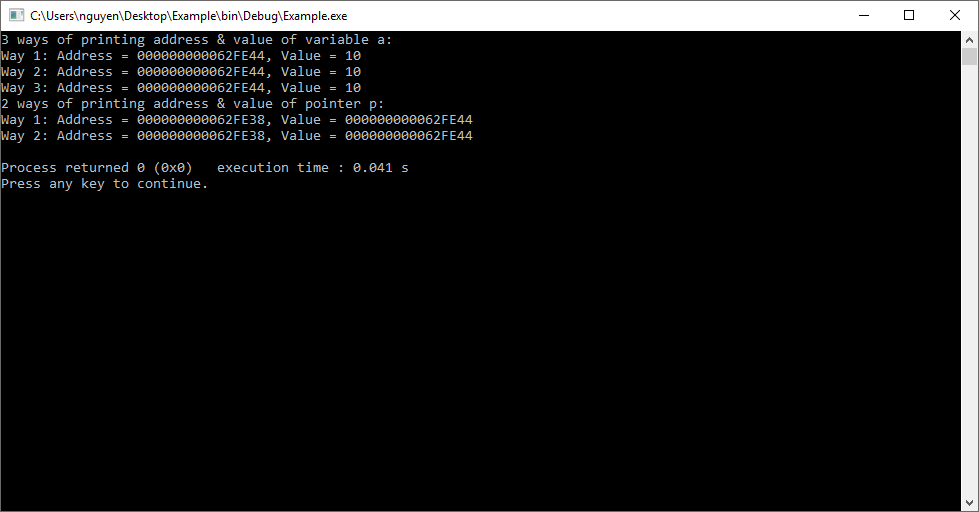 C:\Users\nguyen\Desktop\Example\bin\Debug\Example.exe
3 ways of printing address & value of variable a:
Way 1: Address = 000000000062FE44, Value = 10
Way 2: Address = 000000000062FE44, Value = 10
Way 3: Address = 000000000062FE44, Value = 10
2 ways of printing address & value of pointer p:
Way 1: Address = 000000000062FE38, Value = 000000000062FE44
Way 2: Address = 000000000062FE38, Value = 000000000062FE44
Process returned 0 (0x0)   execution time : 0.041 s
Press any key to continue.